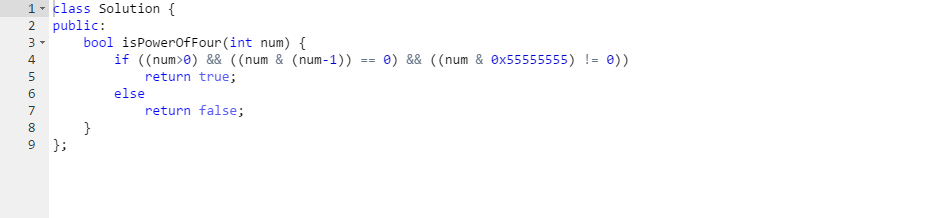 1 class Solution {
2 public:
3     bool isPowerOfFour(int num) {
4         if ((num>0) && ((num & (num-1)) == 0) && ((num & 0x55555555) != 0))
5             return true;
6         else
7             return false;
8     }
9 };